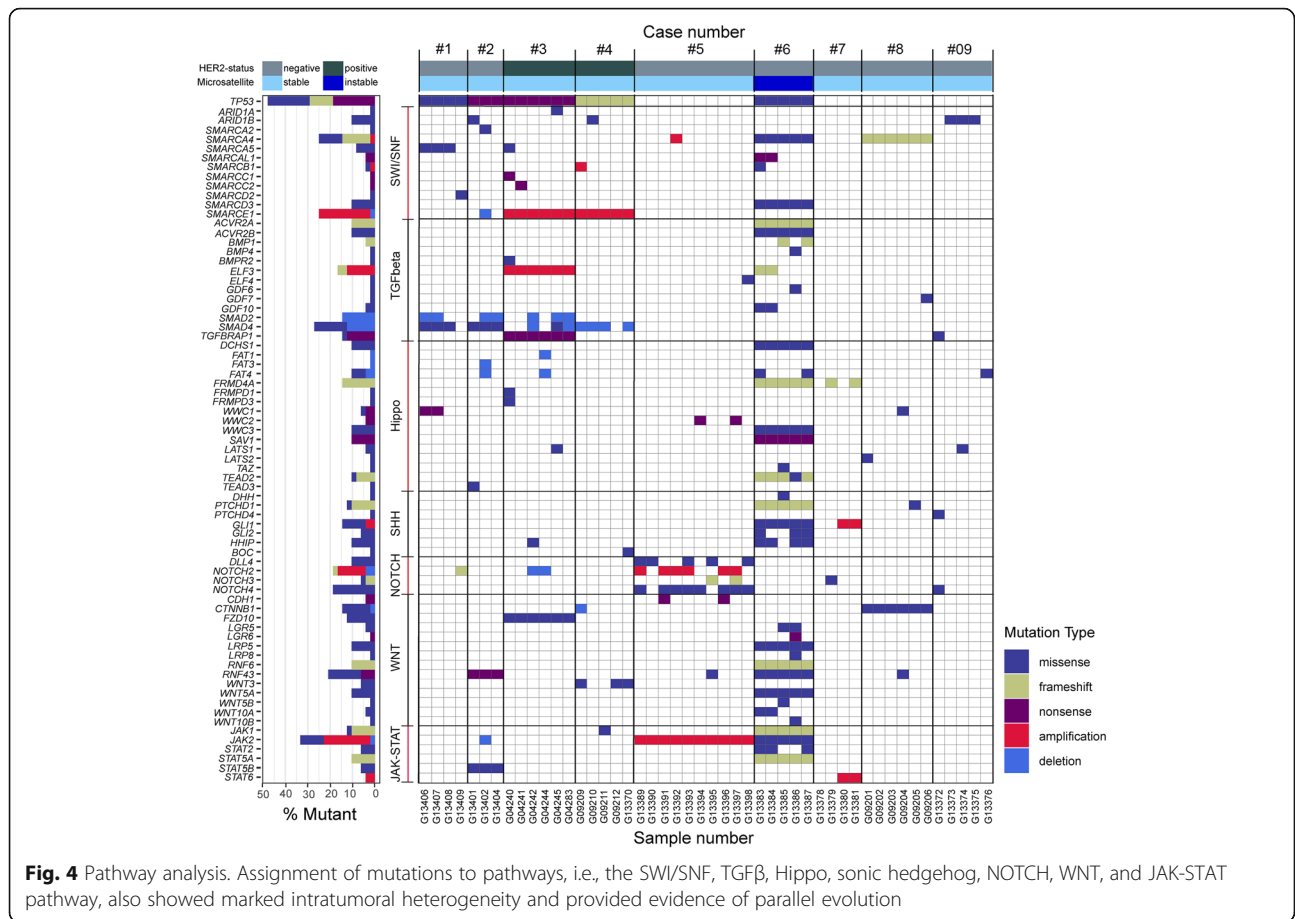 Case number
#1 #2 #3 #4 #5 #6 #7 #8 #09
HER2-status negative positive
Microsatellite stable instable
TP53
ARID1A
ARID1B
SMARCA2
SMARCA4
SMARCA5
SMARCAL1
SMARCB1
SMARCC1
SMARCC2
SMARCD2
SMARCD3
SMARCE1
SWI/SNF
ACVR2A
ACVR2B
BMP1
BMP4
BMPR2
ELF3
ELF4
GDF6
GDF7
GDF10
SMAD2
SMAD4
TGFBRAP1
TGFbeta
DCHS1
FAT1
FAT3
FAT4
FRMD4A
FRMPD1
FRMPD3
WWC1
WWC2
WWC3
SAV1
LATS1
LATS2
TAZ
TEAD2
TEAD3
Hippo
DHH
PTCHD1
PTCHD4
GLI1
GLI2
HHIP
BOC
SHH
DLL4
NOTCH2
NOTCH3
NOTCH4
NOTCH
CDH1
CTNNB1
FZD10
LGR5
LGR6
LRP5
LRP8
RNF6
RNF43
WNT3
WNT5A
WNT5B
WNT10A
WNT10B
WNT
JAK1
JAK2
STAT2
STAT5A
STAT5B
STAT6
JAK-STAT
50 40 30 20 10 0
% Mutant
G13406 G13407 G13408 G13409 G13401 G13402 G13404 G04240 G04241 G04242 G04244 G04245 G04283 G09209 G09210 G09211 G09212 G13370 G13389 G13390 G13391 G13392 G13393 G13394 G13395 G13396 G13397 G13398 G13383 G13384 G13385 G13386 G13387 G13378 G13379 G13380 G13381 G09201 G09202 G09203 G09204 G09205 G09206 G13372 G13373 G13374 G13375 G13376
Sample number
Mutation Type
missense
frameshift
nonsense
amplification
deletion
Fig. 4 Pathway analysis. Assignment of mutations to pathways, i.e., the SWI/SNF, TGFβ, Hippo, sonic hedgehog, NOTCH, WNT, and JAK-STAT
pathway, also showed marked intratumoral heterogeneity and provided evidence of parallel evolution